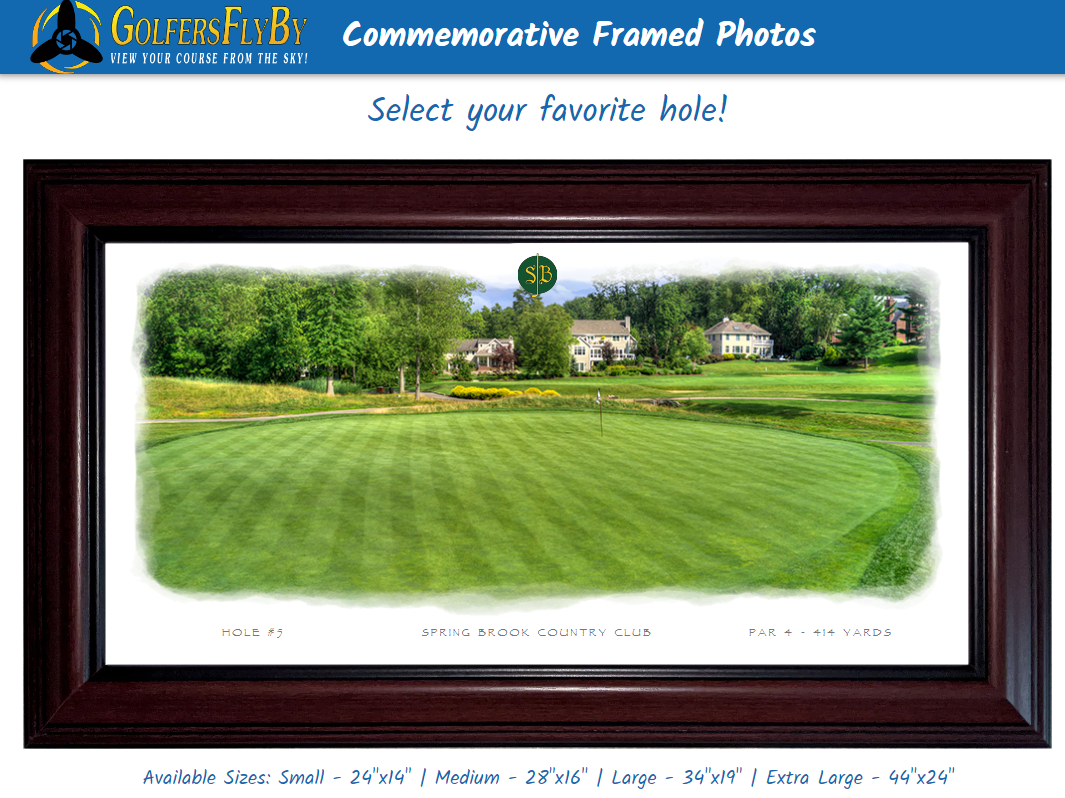 GOLFERSFLYBY
VIEW YOUR COURSE FROM THE SKY!
Commemorative Framed Photos
Select your favorite hole!
SB
HOLE #5
SPRING BROOK COUNTRY CLUB
PAR 4 - 414 YARDS
Available Sizes: Small - 24"x14" | Medium - 28"x16" | Large - 34"x19" | Extra Large - 44"x24"